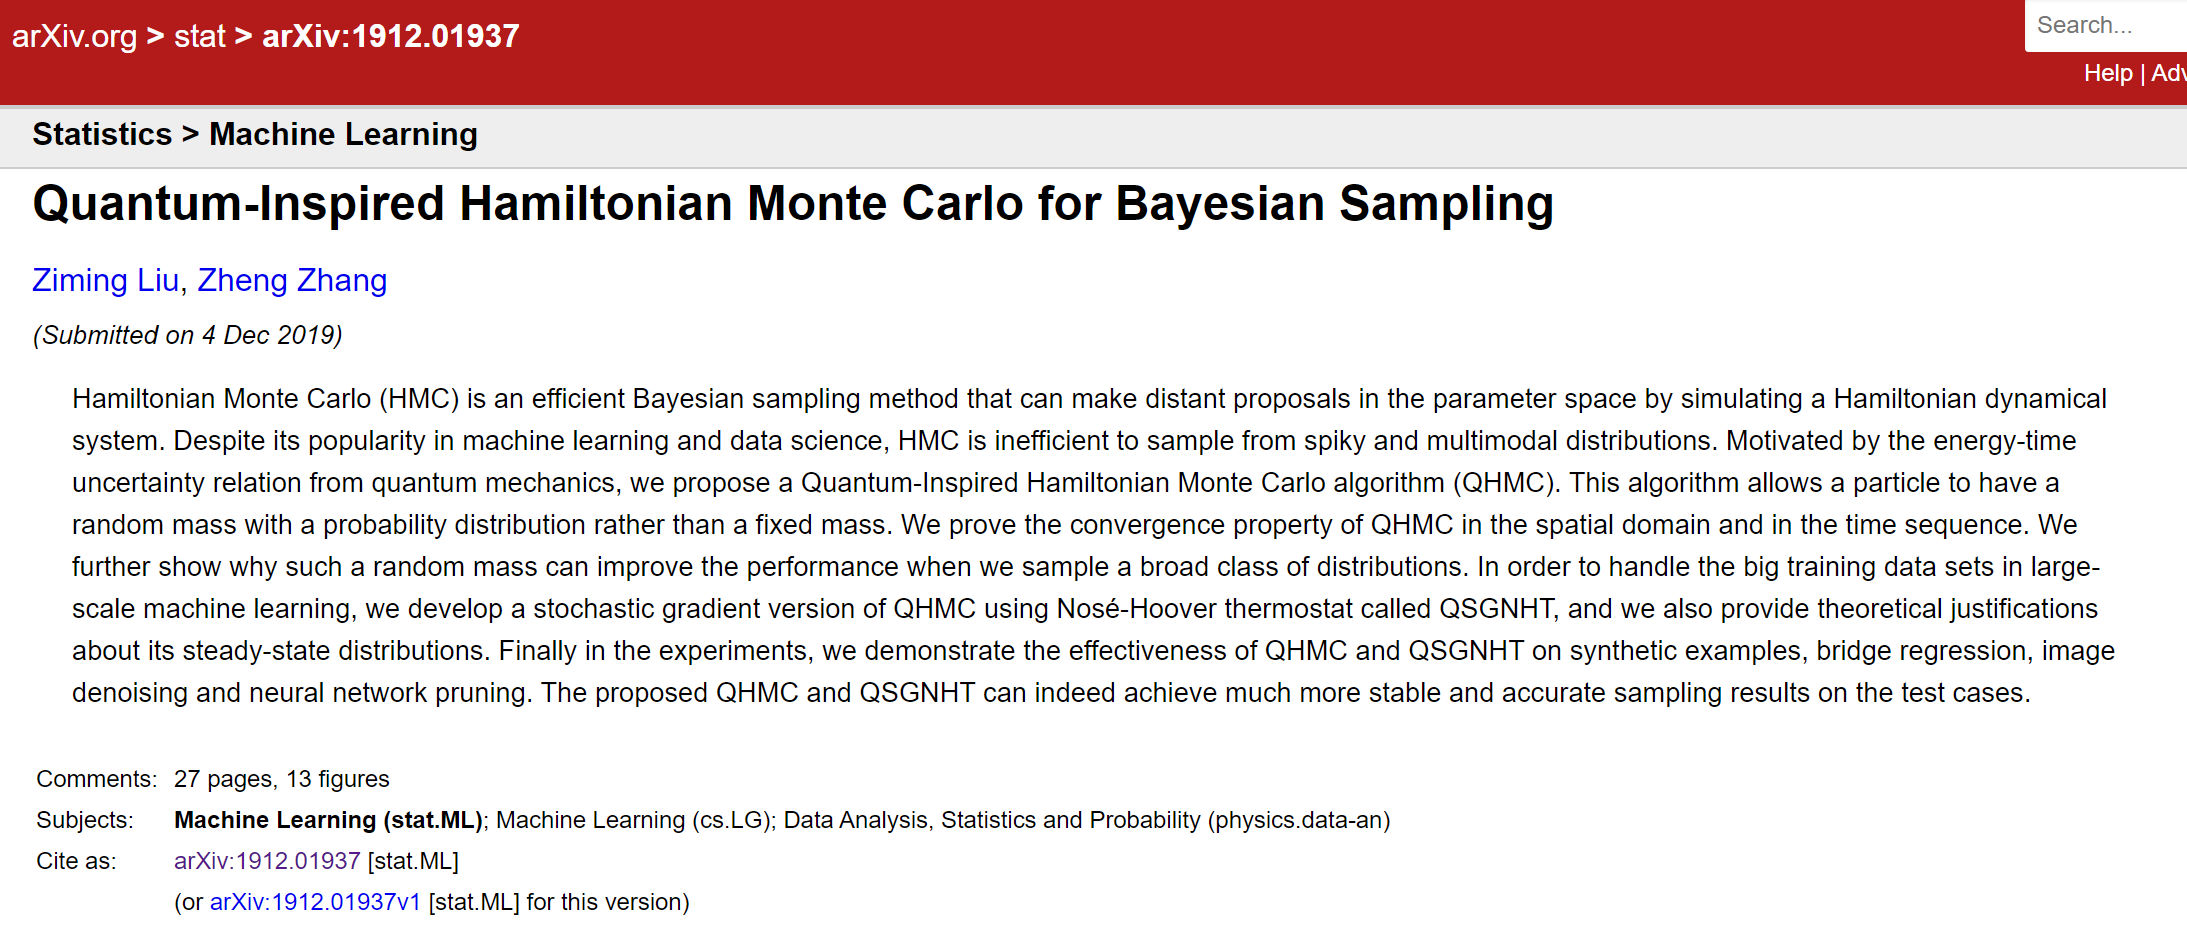 arXiv.org > stat > arXiv:1912.01937
Search...
Help | Adv
Statistics > Machine Learning
Quantum-Inspired Hamiltonian Monte Carlo for Bayesian Sampling
Ziming Liu, Zheng Zhang
(Submitted on 4 Dec 2019)
Hamiltonian Monte Carlo (HMC) is an efficient Bayesian sampling method that can make distant proposals in the parameter space by simulating a Hamiltonian dynamical
system. Despite its popularity in machine learning and data science, HMC is inefficient to sample from spiky and multimodal distributions. Motivated by the energy-time
uncertainty relation from quantum mechanics, we propose a Quantum-Inspired Hamiltonian Monte Carlo algorithm (QHMC). This algorithm allows a particle to have a
random mass with a probability distribution rather than a fixed mass. We prove the convergence property of QHMC in the spatial domain and in the time sequence. We
further show why such a random mass can improve the performance when we sample a broad class of distributions. In order to handle the big training data sets in large-
scale machine learning, we develop a stochastic gradient version of QHMC using Nosé-Hoover thermostat called QSGNHT, and we also provide theoretical justifications
about its steady-state distributions. Finally in the experiments, we demonstrate the effectiveness of QHMC and QSGNHT on synthetic examples, bridge regression, image
denoising and neural network pruning. The proposed QHMC and QSGNHT can indeed achieve much more stable and accurate sampling results on the test cases.
Comments: 27 pages, 13 figures
Subjects: Machine Learning (stat.ML); Machine Learning (cs.LG); Data Analysis, Statistics and Probability (physics.data-an)
Cite as: arXiv:1912.01937 [stat.ML]
(or arXiv:1912.01937v1 [stat.ML] for this version)